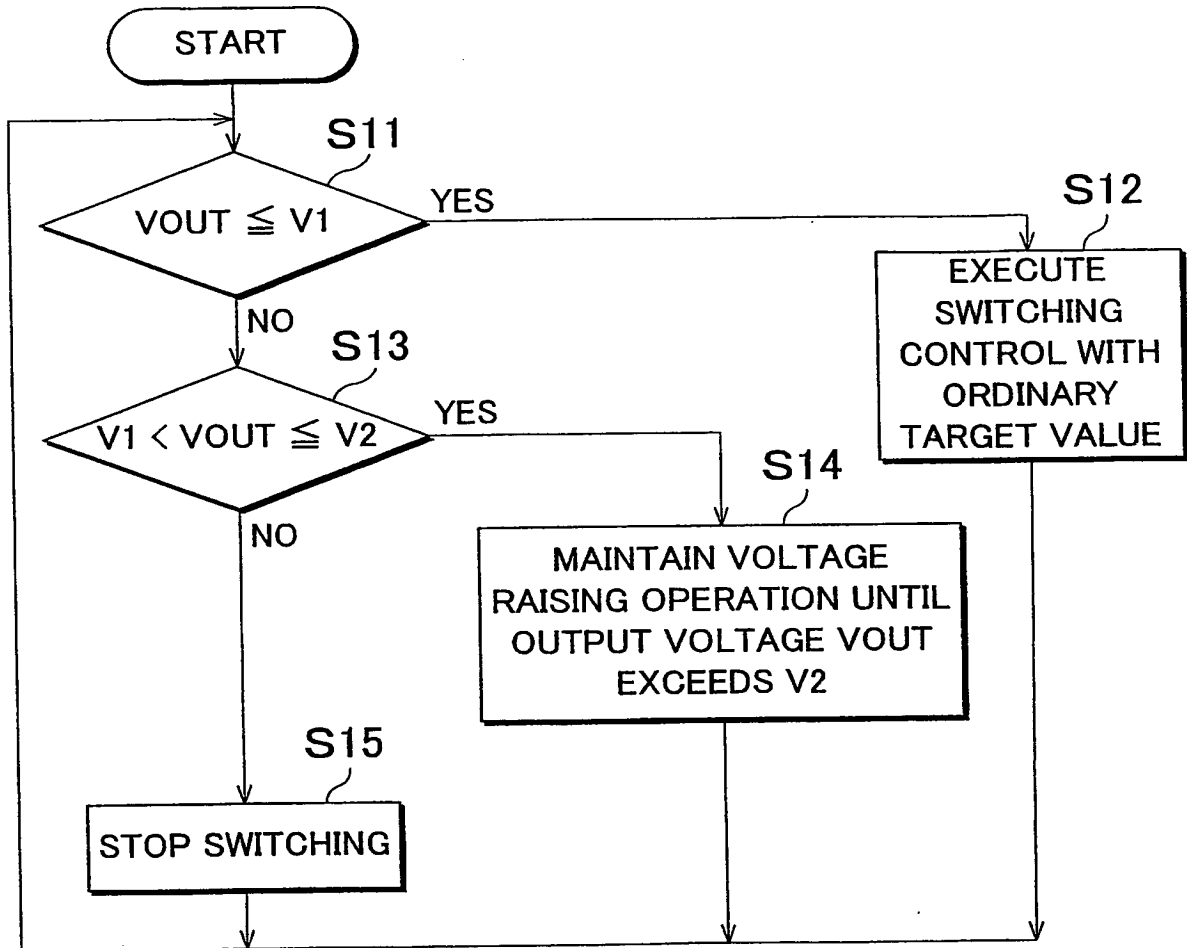 START
S11
VOUT ≦ V1
YES
S12
EXECUTE
SWITCHING
CONTROL WITH
ORDINARY
TARGET VALUE
NO
S13
V1 < VOUT ≦ V2
YES
S14
MAINTAIN VOLTAGE
RAISING OPERATION UNTIL
OUTPUT VOLTAGE VOUT
EXCEEDS V2
NO
S15
STOP SWITCHING